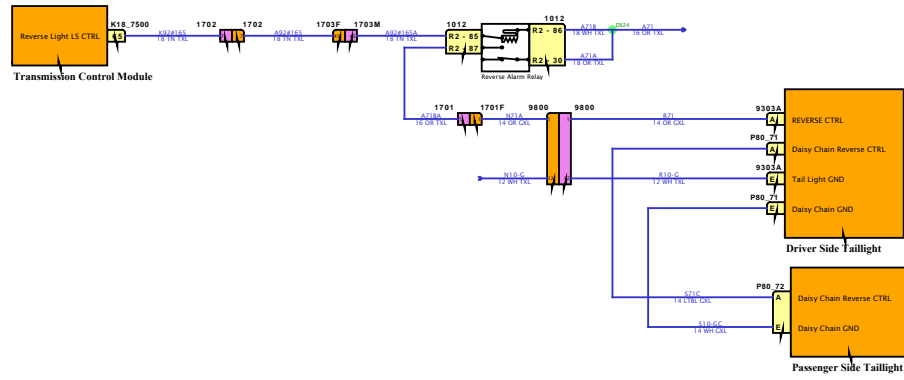 K18_7500 1702 1702 1703F 1703M 1012 1012
Reverse Light LS CTRL
K92#165
18 TN TXL
A92#165
18 TN TXL
A92#165A
18 TN TXL
R2 - 85
R2 - 87
R2 - 86
R2 - 30
A71B
18 WH TXL
DS24
A71
16 OR TXL
A71A
18 OR TXL
Transmission Control Module
Reverse Alarm Relay
1701 1701F 9800 9800
A71BA
16 OR TXL
N71A
14 OR GXL
R71
14 OR GXL
9303A
A REVERSE CTRL
P80_71
A Daisy Chain Reverse CTRL
N10-G
12 WH TXL
R10-G
12 WH TXL
9303A
E Tail Light GND
P80_71
E Daisy Chain GND
Driver Side Taillight
P80_72
S71C
14 LTBL GXL
A Daisy Chain Reverse CTRL
S10-GC
14 WH GXL
E Daisy Chain GND
Passenger Side Taillight